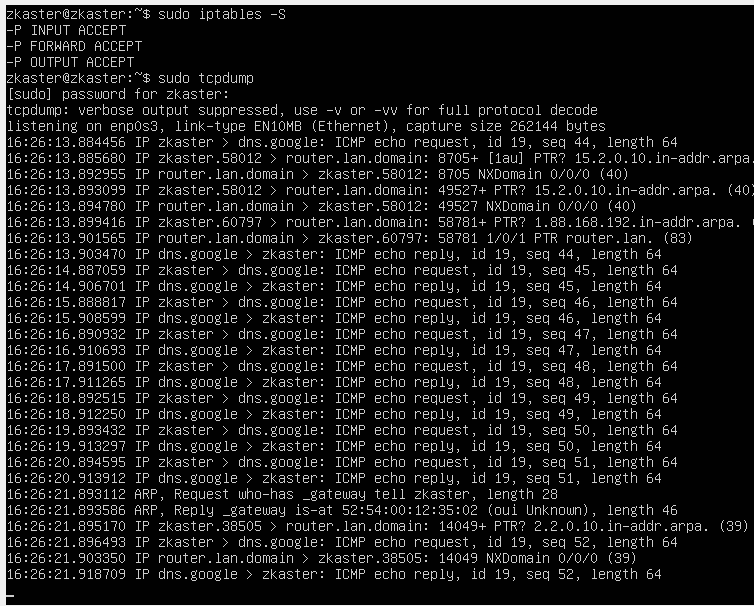 zkaster@zkaster:~$ sudo iptables -S
-P INPUT ACCEPT
-P FORWARD ACCEPT
-P OUTPUT ACCEPT
zkaster@zkaster:~$ sudo tcpdump
[sudo] password for zkaster:
tcpdump: verbose output suppressed, use -v or -vv for full protocol decode
listening on enp0s3, link-type EN10MB (Ethernet), capture size 262144 bytes
16:26:13.884456 IP zkaster > dns.google: ICMP echo request, id 19, seq 44, length 64
16:26:13.885680 IP zkaster.58012 > router.lan.domain: 8705+ [1au] PTR? 15.2.0.10.in-addr.arpa.
16:26:13.892955 IP router.lan.domain > zkaster.58012: 8705 NXDomain 0/0/0 (40)
16:26:13.893099 IP zkaster.58012 > router.lan.domain: 49527+ PTR? 15.2.0.10.in-addr.arpa. (40)
16:26:13.894780 IP router.lan.domain > zkaster.58012: 49527 NXDomain 0/0/0 (40)
16:26:13.899416 IP zkaster.60797 > router.lan.domain: 58781+ PTR? 1.88.168.192.in-addr.arpa. (
16:26:13.901565 IP router.lan.domain > zkaster.60797: 58781 1/0/1 PTR router.lan. (83)
16:26:13.903470 IP dns.google > zkaster: ICMP echo reply, id 19, seq 44, length 64
16:26:14.887059 IP zkaster > dns.google: ICMP echo request, id 19, seq 45, length 64
16:26:14.906701 IP dns.google > zkaster: ICMP echo reply, id 19, seq 45, length 64
16:26:15.888817 IP zkaster > dns.google: ICMP echo request, id 19, seq 46, length 64
16:26:15.908599 IP dns.google > zkaster: ICMP echo reply, id 19, seq 46, length 64
16:26:16.890932 IP zkaster > dns.google: ICMP echo request, id 19, seq 47, length 64
16:26:16.910693 IP dns.google > zkaster: ICMP echo reply, id 19, seq 47, length 64
16:26:17.891500 IP zkaster > dns.google: ICMP echo request, id 19, seq 48, length 64
16:26:17.911265 IP dns.google > zkaster: ICMP echo reply, id 19, seq 48, length 64
16:26:18.892515 IP zkaster > dns.google: ICMP echo request, id 19, seq 49, length 64
16:26:18.912250 IP dns.google > zkaster: ICMP echo reply, id 19, seq 49, length 64
16:26:19.893432 IP zkaster > dns.google: ICMP echo request, id 19, seq 50, length 64
16:26:19.913297 IP dns.google > zkaster: ICMP echo reply, id 19, seq 50, length 64
16:26:20.894595 IP zkaster > dns.google: ICMP echo request, id 19, seq 51, length 64
16:26:20.913912 IP dns.google > zkaster: ICMP echo reply, id 19, seq 51, length 64
16:26:21.893112 ARP, Request who-has _gateway tell zkaster, length 28
16:26:21.893586 ARP, Reply _gateway is-at 52:54:00:12:35:02 (oui Unknown), length 46
16:26:21.895170 IP zkaster.38505 > router.lan.domain: 14049+ PTR? 2.2.0.10.in-addr.arpa. (39)
16:26:21.896493 IP zkaster > dns.google: ICMP echo request, id 19, seq 52, length 64
16:26:21.903350 IP router.lan.domain > zkaster.38505: 14049 NXDomain 0/0/0 (39)
16:26:21.918709 IP dns.google > zkaster: ICMP echo reply, id 19, seq 52, length 64